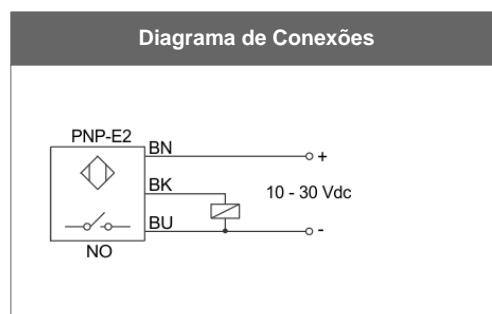 Diagrama de Conexões
PNP-E2
BN
+
BK
10 - 30 Vdc
BU
-
NO